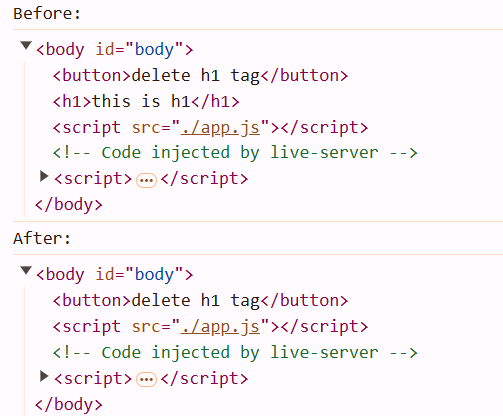 Before:
▼<body id="body">
<button>delete h1 tag</button>
<h1>this is h1</h1>
<script src="./app.js"></script>
<!-- Code injected by live-server -->
▶<script>…</script>
</body>
After:
▼<body id="body">
<button>delete h1 tag</button>
<script src="./app.js"></script>
<!-- Code injected by live-server -->
▶<script>…</script>
</body>